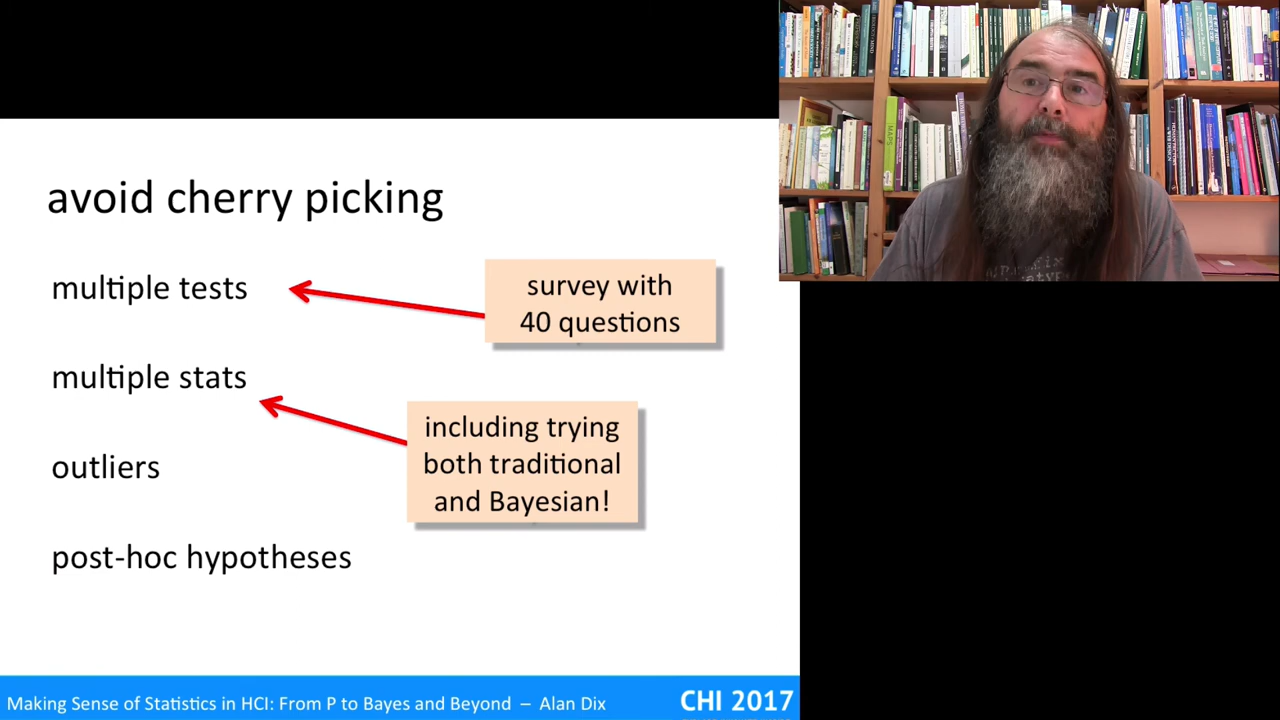 avoid cherry picking
multiple tests
survey with
40 questions
multiple stats
including trying
both traditional
and Bayesian!
outliers
post-hoc hypotheses
Making Sense of Statistics in HCI: From P to Bayes and Beyond – Alan Dix
CHI 2017
MAPS